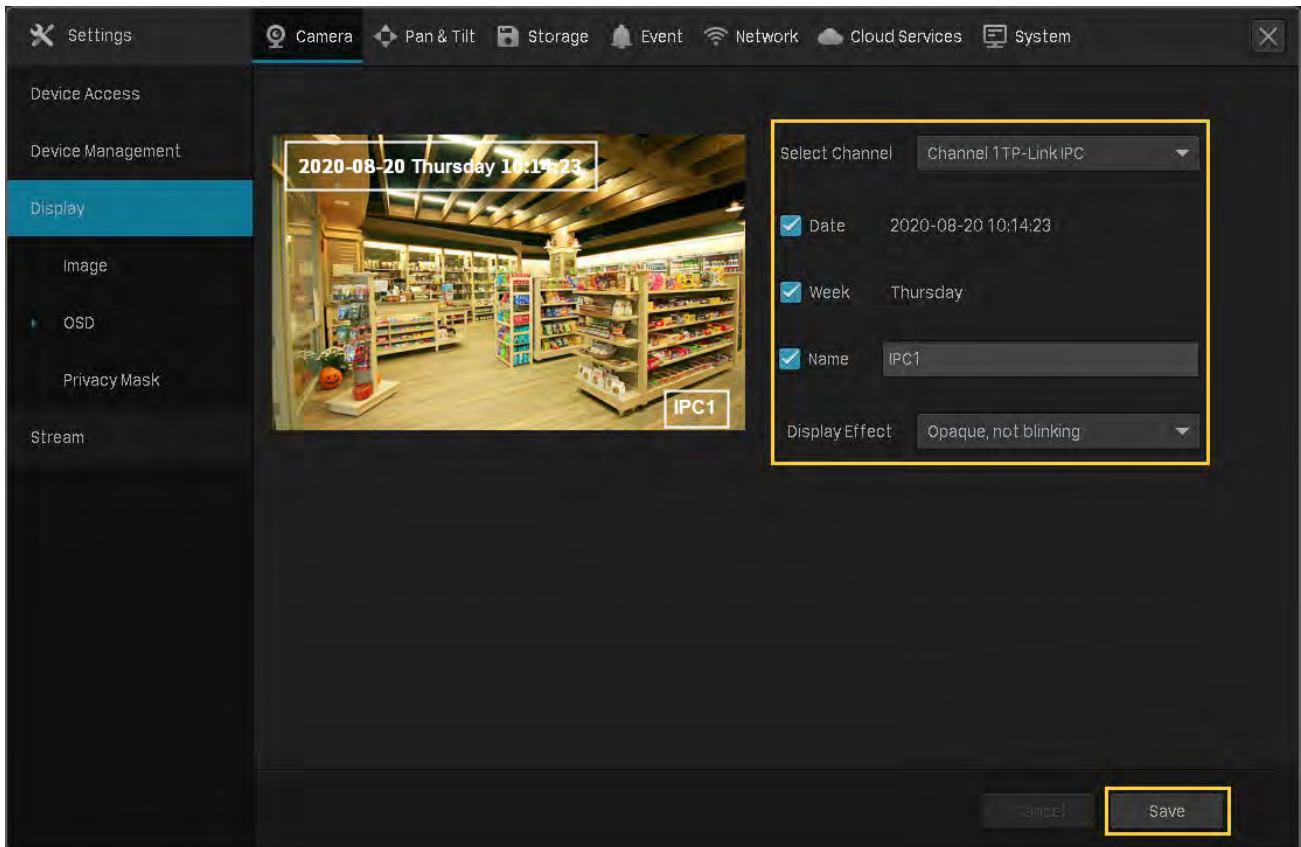 Settings
Camera Pan & Tilt Storage Event Network Cloud Services System
Device Access
Device Management
Display
Image
OSD
Privacy Mask
Stream
2020-08-20 Thursday 10:14:23
IPC1
Select Channel Channel 1TP-Link IPC
Date 2020-08-20 10:14:23
Week Thursday
Name IPC1
Display Effect Opaque, not blinking
Cancel Save